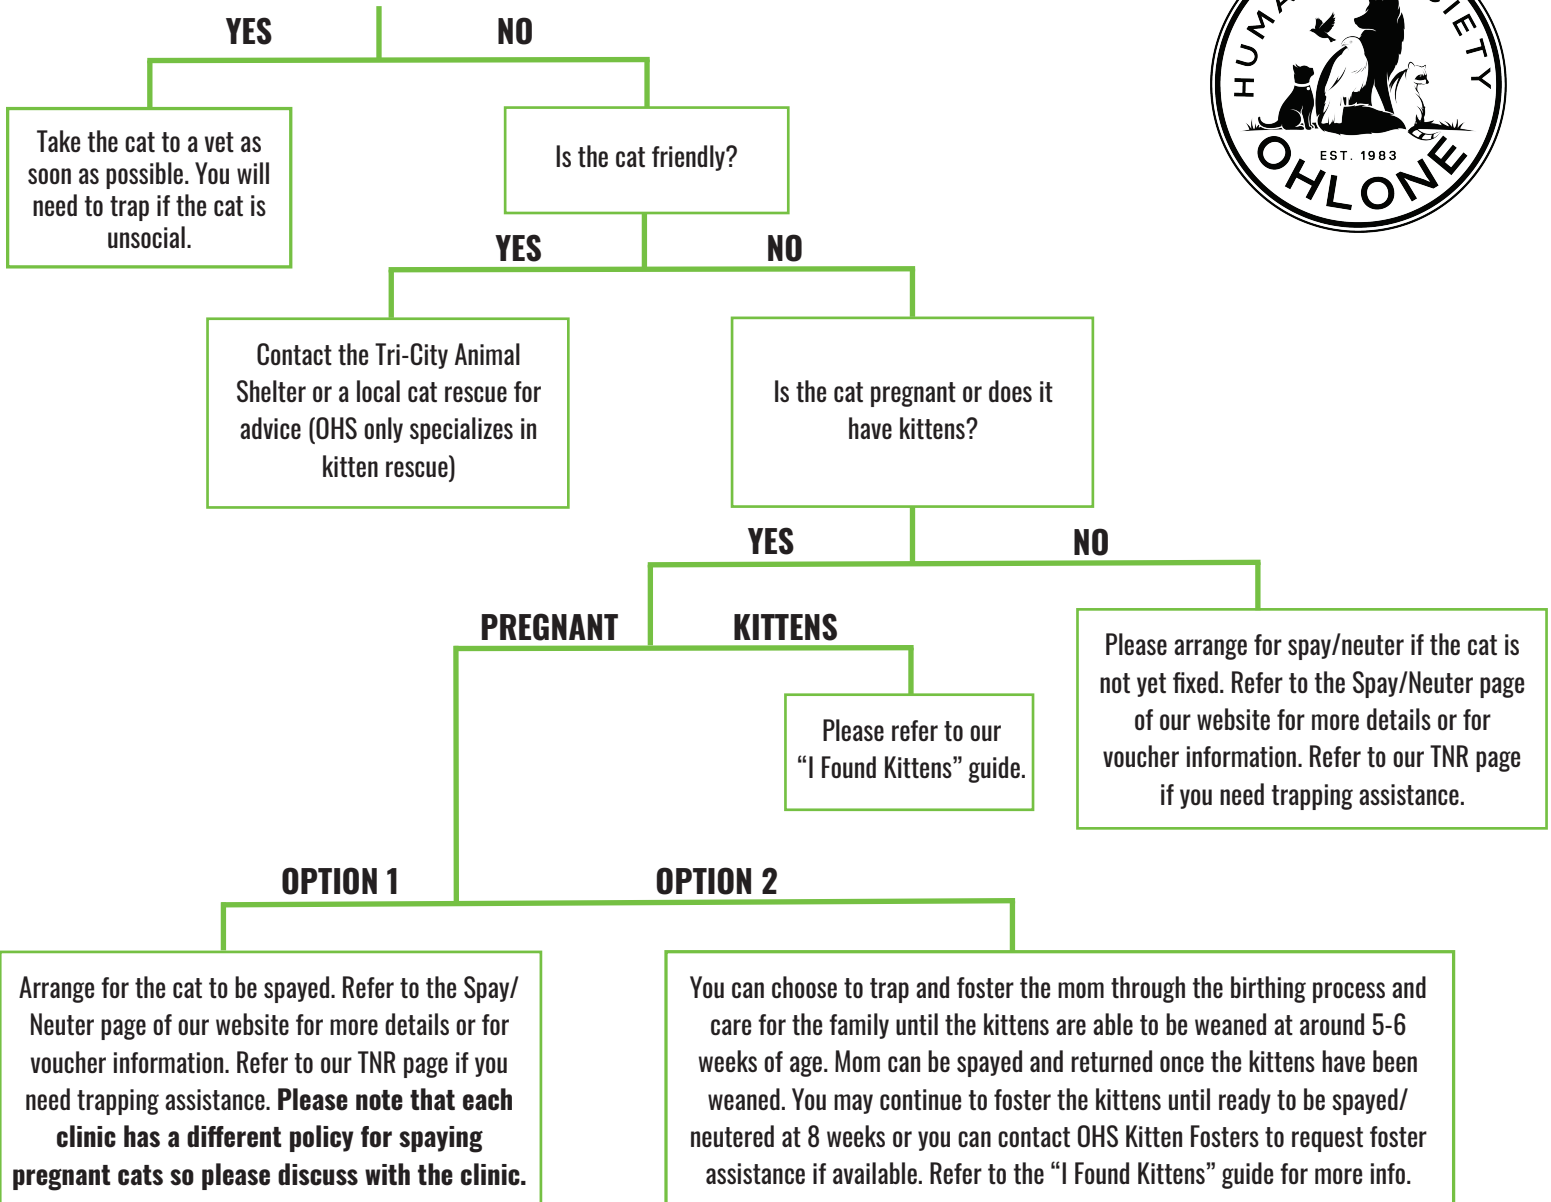 YES
NO
HUMA
CIETY
EST. 1983
OHLONE
Take the cat to a vet as
soon as possible. You will
need to trap if the cat is
unsocial.
Is the cat friendly?
YES
NO
Contact the Tri-City Animal
Shelter or a local cat rescue for
advice (OHS only specializes in
kitten rescue)
Is the cat pregnant or does it
have kittens?
YES
NO
PREGNANT
KITTENS
Please refer to our
“I Found Kittens” guide.
Please arrange for spay/neuter if the cat is
not yet fixed. Refer to the Spay/Neuter page
of our website for more details or for
voucher information. Refer to our TNR page
if you need trapping assistance.
OPTION 1
OPTION 2
Arrange for the cat to be spayed. Refer to the Spay/
Neuter page of our website for more details or for
voucher information. Refer to our TNR page if you
need trapping assistance. Please note that each
clinic has a different policy for spaying
pregnant cats so please discuss with the clinic.
You can choose to trap and foster the mom through the birthing process and
care for the family until the kittens are able to be weaned at around 5-6
weeks of age. Mom can be spayed and returned once the kittens have been
weaned. You may continue to foster the kittens until ready to be spayed/
neutered at 8 weeks or you can contact OHS Kitten Fosters to request foster
assistance if available. Refer to the “I Found Kittens” guide for more info.